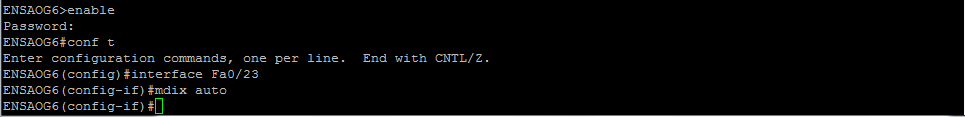 ENSAOG6>enable
Password:
ENSAOG6#conf t
Enter configuration commands, one per line.  End with CNTL/Z.
ENSAOG6(config)#interface Fa0/23
ENSAOG6(config-if)#mdix auto
ENSAOG6(config-if)#